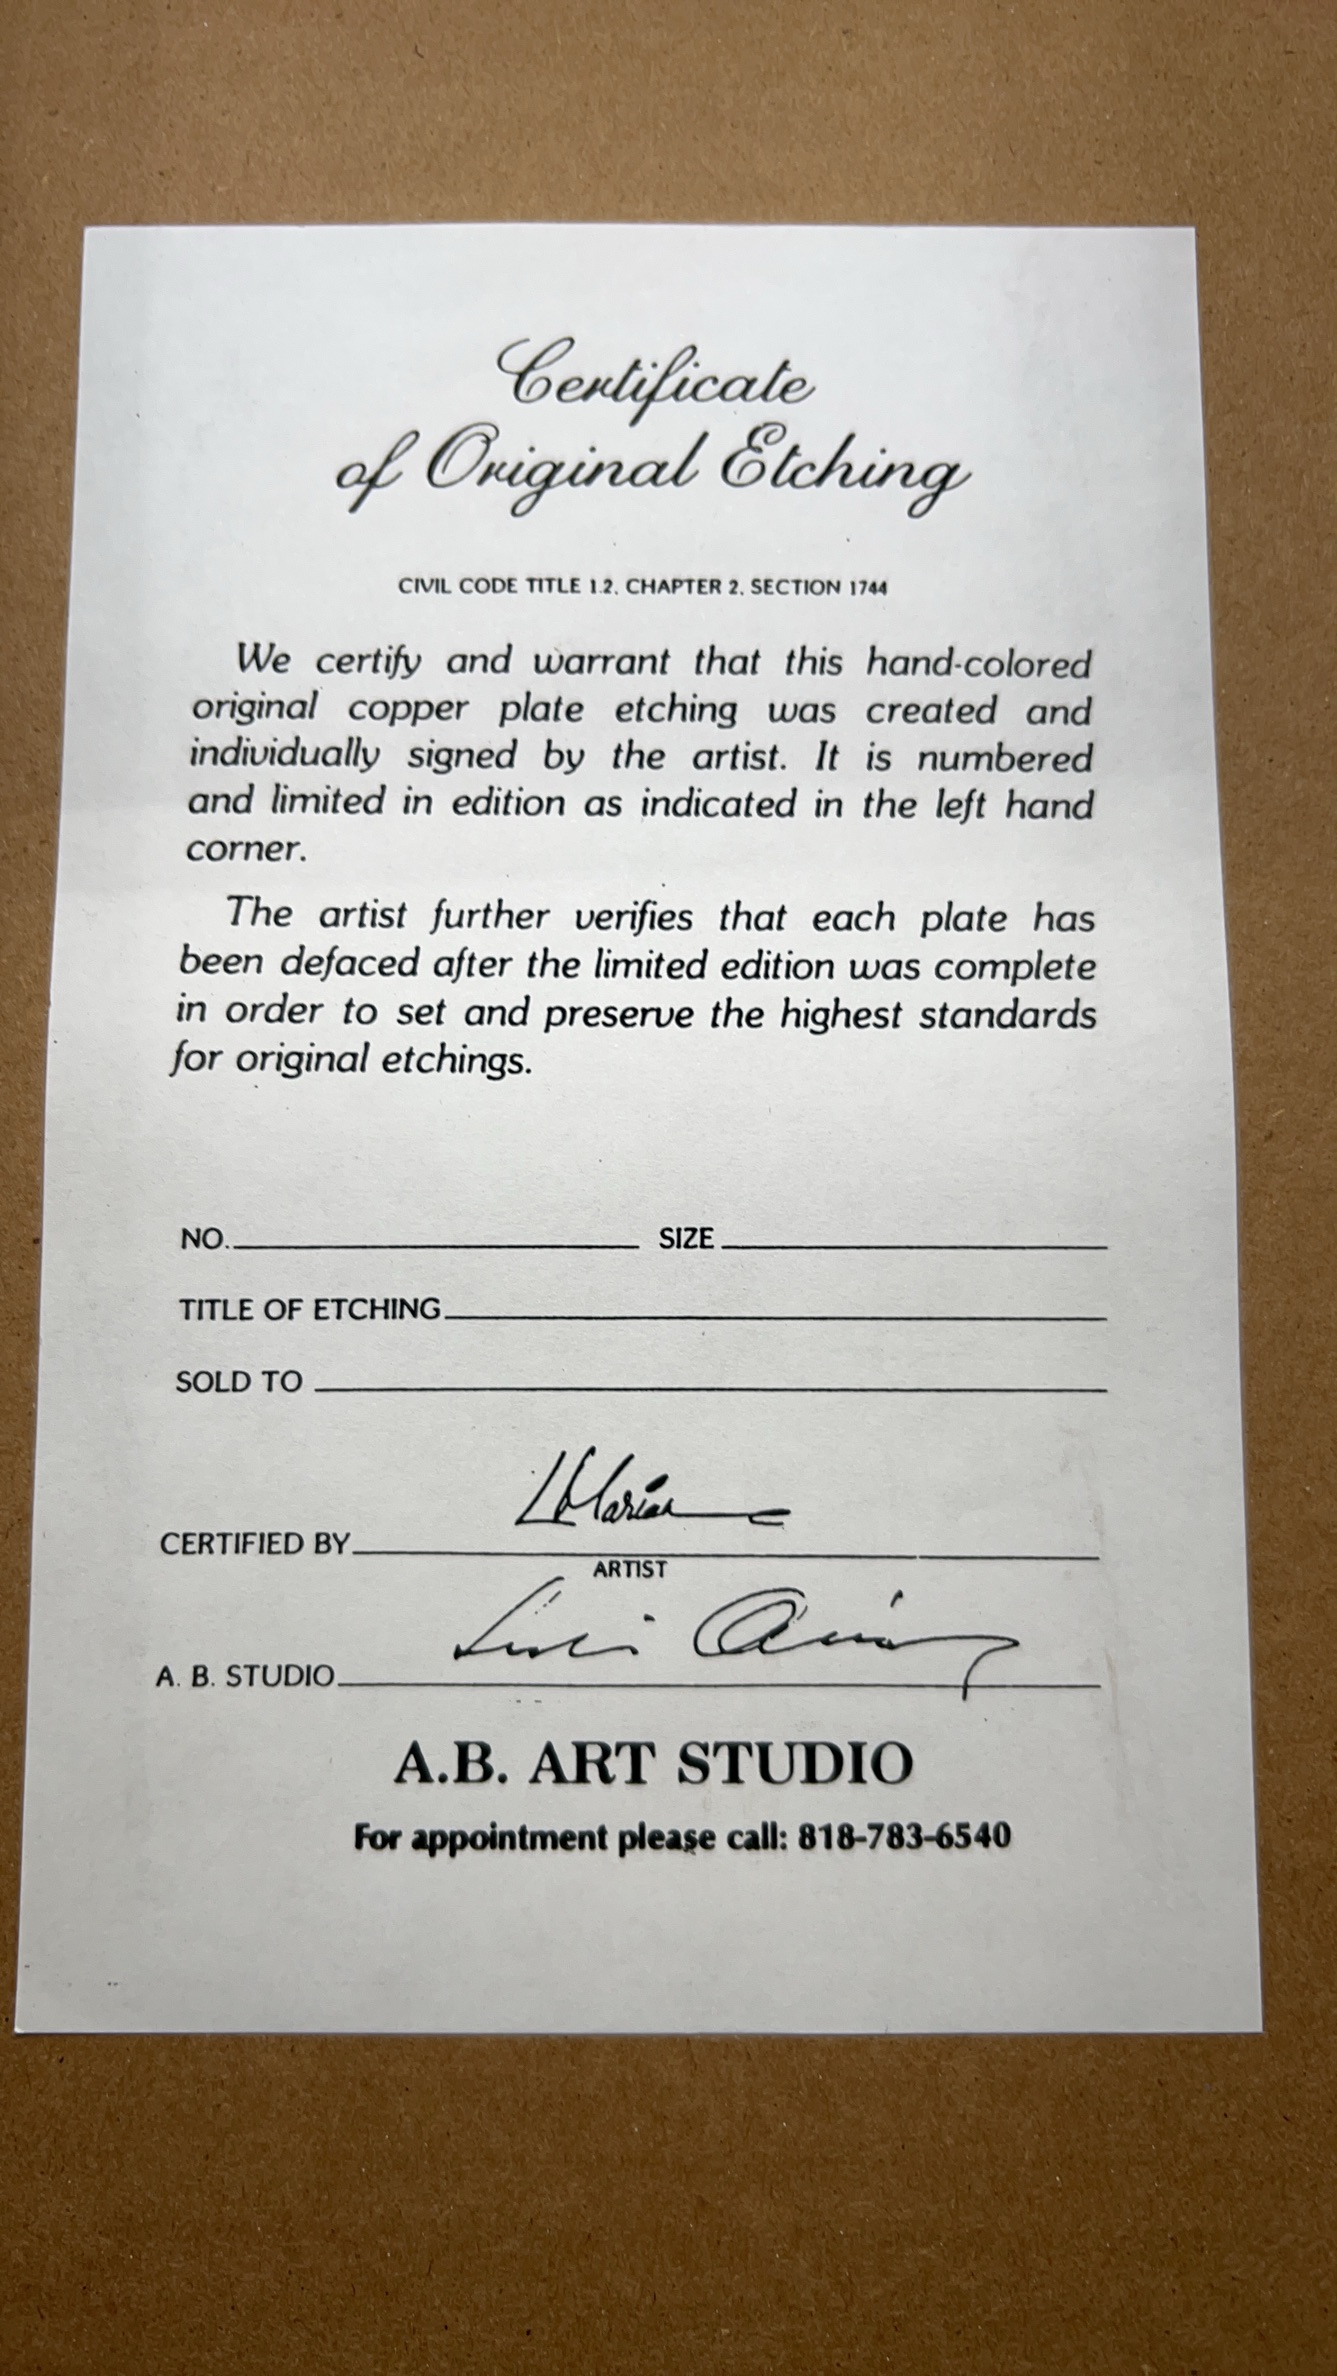 Certificate
of Original Etching
CIVIL CODE TITLE 1.2, CHAPTER 2, SECTION 1744
We certify and warrant that this hand-colored
original copper plate etching was created and
individually signed by the artist. It is numbered
and limited in edition as indicated in the left hand
corner.
The artist further verifies that each plate has
been defaced after the limited edition was complete
in order to set and preserve the highest standards
for original etchings.
NO. SIZE
TITLE OF ETCHING
SOLD TO
CERTIFIED BY
ARTIST
A. B. STUDIO
A.B. ART STUDIO
For appointment please call: 818-783-6540